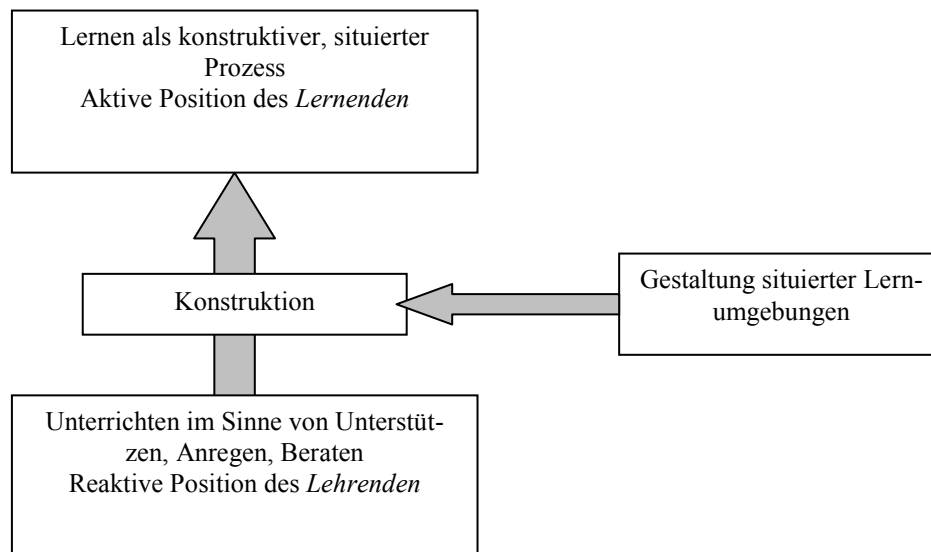 Lernen als konstruktiver, situierter
Prozess
Aktive Position des Lernenden
Konstruktion
Gestaltung situierter Lern-
umgebungen
Unterrichten im Sinne von Unterstüt-
zen, Anregen, Beraten
Reaktive Position des Lehrenden